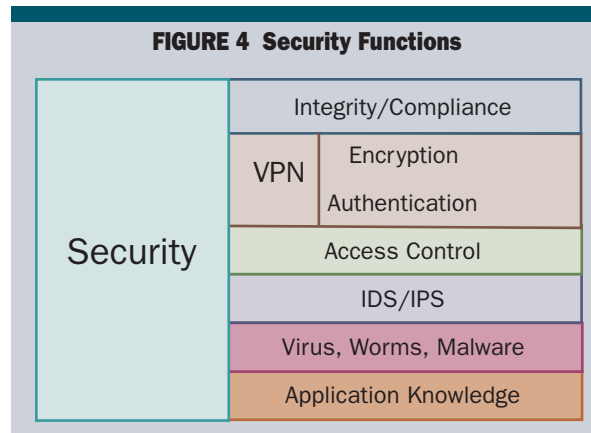 FIGURE 4 Security Functions
Security
Integrity/Compliance
VPN
Encryption
Authentication
Access Control
IDS/IPS
Virus, Worms, Malware
Application Knowledge